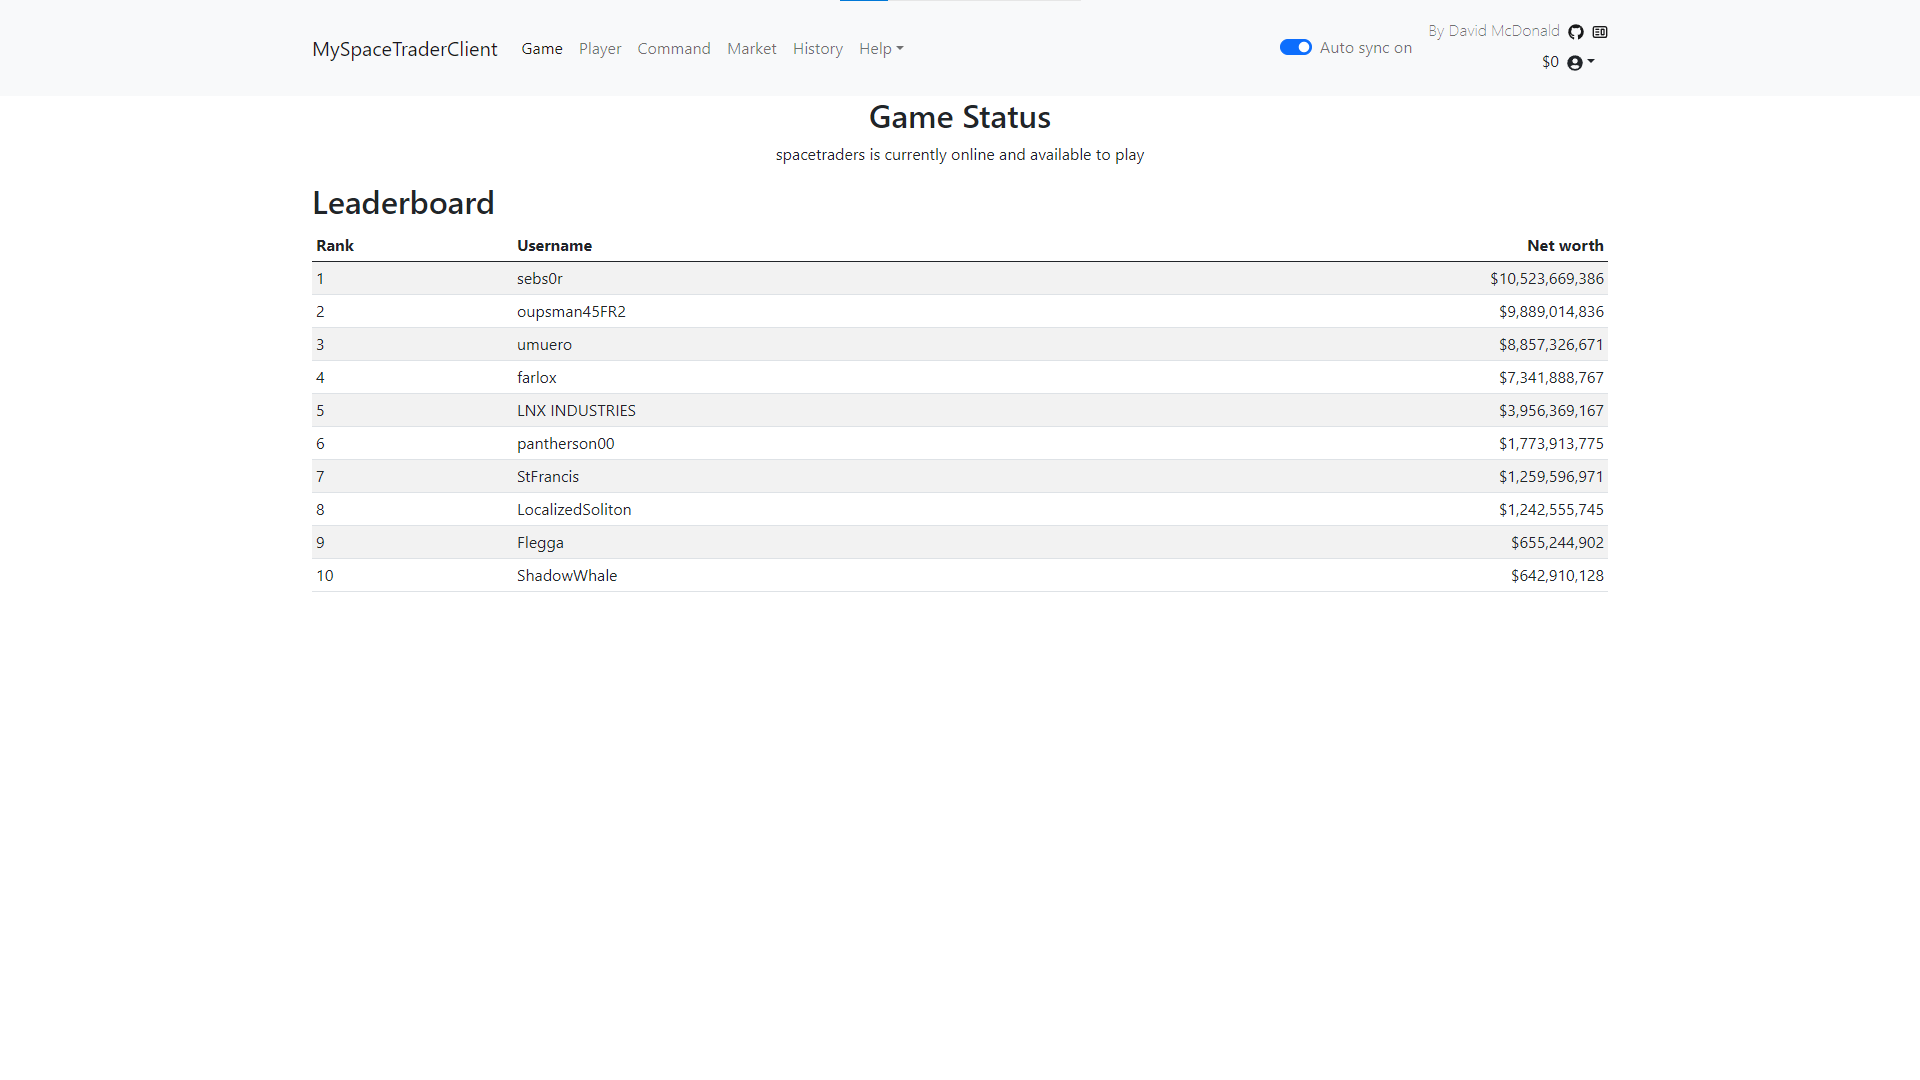 MySpaceTraderClient Game Player Command Market History Help Auto sync on By David McDonald
$0
Game Status
spacetraders is currently online and available to play
Leaderboard
Rank Username Net worth
1 sebs0r $10,523,669,386
2 oupsman45FR2 $9,889,014,836
3 umuero $8,857,326,671
4 farlox $7,341,888,767
5 LNX INDUSTRIES $3,956,369,167
6 pantherson00 $1,773,913,775
7 StFrancis $1,259,596,971
8 LocalizedSoliton $1,242,555,745
9 Flegga $655,244,902
10 ShadowWhale $642,910,128